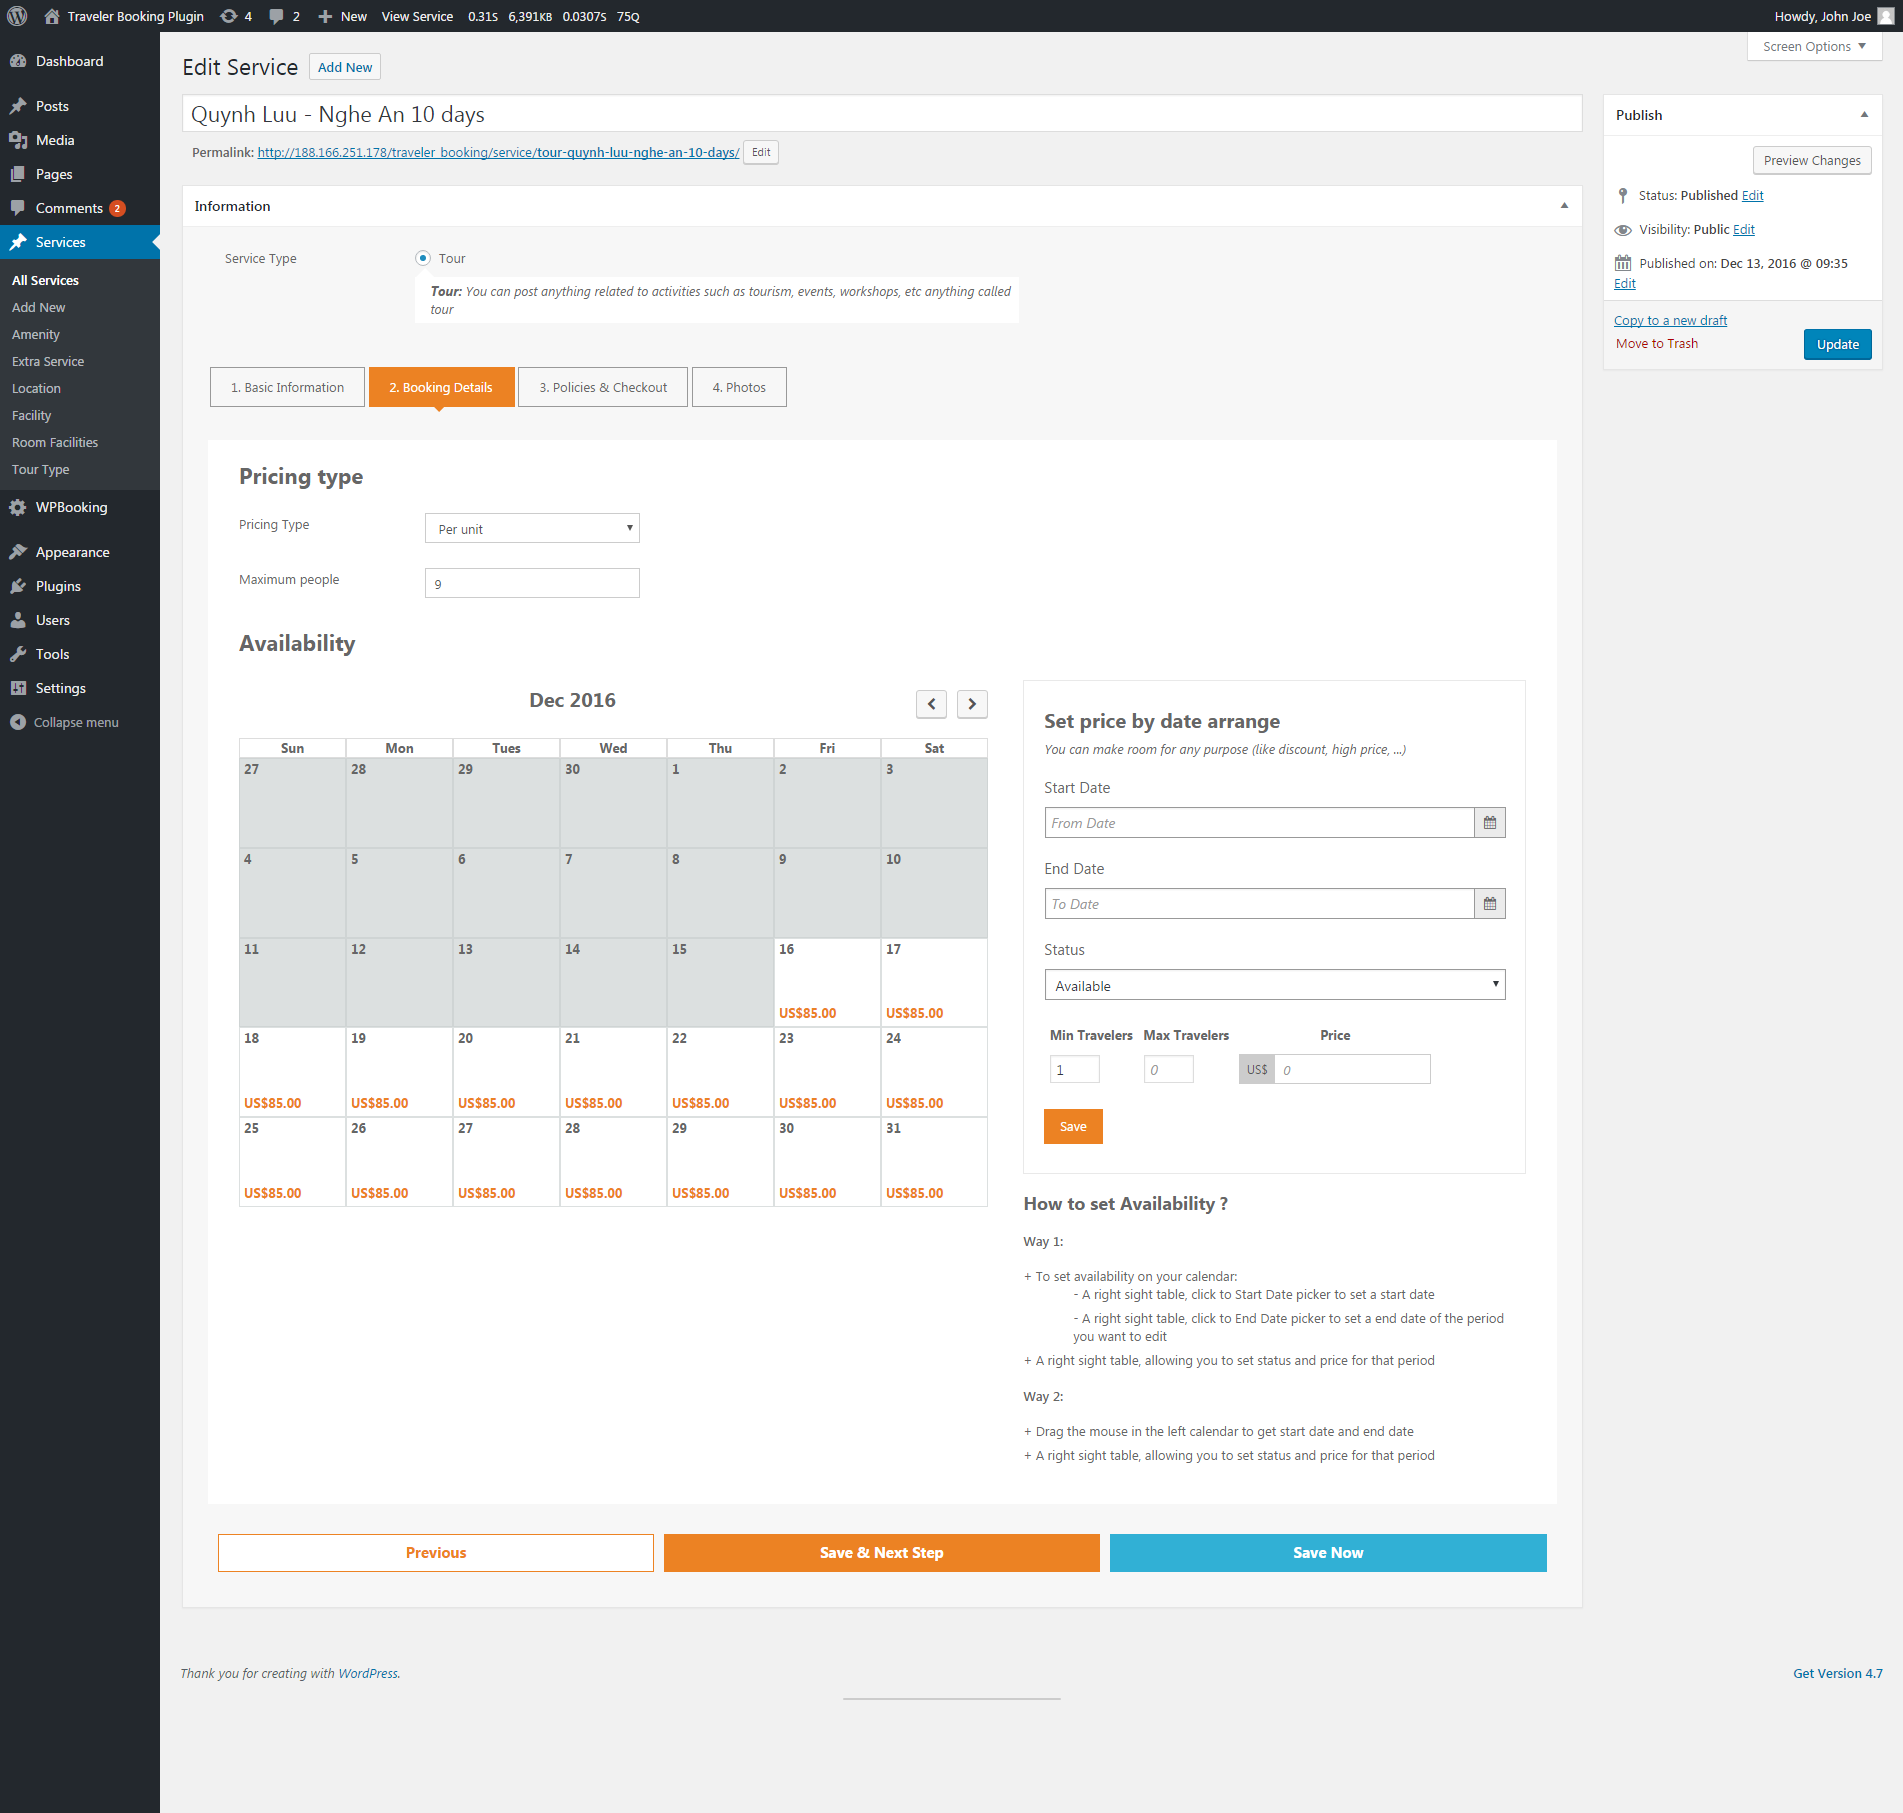 Traveler Booking Plugin 4 2 New View Service 0.31S 6,391KB 0.0307S 75Q Howdy, John Joe
Screen Options
Dashboard
Posts
Media
Pages
Comments 2
Services
All Services
Add New
Amenity
Extra Service
Location
Facility
Room Facilities
Tour Type
WPBooking
Appearance
Plugins
Users
Tools
Settings
Collapse menu
Edit Service Add New
Quynh Luu - Nghe An 10 days
Permalink: http://188.166.251.178/traveler_booking/service/tour-quynh-luu-nghe-an-10-days/ Edit
Information
Service Type Tour
Tour: You can post anything related to activities such as tourism, events, workshops, etc anything called
tour
1. Basic Information 2. Booking Details 3. Policies & Checkout 4. Photos
Pricing type
Pricing Type Per unit
Maximum people 9
Availability
Dec 2016
Sun Mon Tues Wed Thu Fri Sat
27 28 29 30 1 2 3
4 5 6 7 8 9 10
11 12 13 14 15 16 17
US$85.00 US$85.00
18 19 20 21 22 23 24
US$85.00 US$85.00 US$85.00 US$85.00 US$85.00 US$85.00 US$85.00
25 26 27 28 29 30 31
US$85.00 US$85.00 US$85.00 US$85.00 US$85.00 US$85.00 US$85.00
Set price by date arrange
You can make room for any purpose (like discount, high price, ...)
Start Date
From Date
End Date
To Date
Status
Available
Min Travelers Max Travelers Price
1 0 US$ 0
Save
How to set Availability ?
Way 1:
+ To set availability on your calendar:
- A right sight table, click to Start Date picker to set a start date
- A right sight table, click to End Date picker to set a end date of the period
you want to edit
+ A right sight table, allowing you to set status and price for that period
Way 2:
+ Drag the mouse in the left calendar to get start date and end date
+ A right sight table, allowing you to set status and price for that period
Previous Save & Next Step Save Now
Publish
Preview Changes
Status: Published Edit
Visibility: Public Edit
Published on: Dec 13, 2016 @ 09:35
Edit
Copy to a new draft
Move to Trash Update
Thank you for creating with WordPress. Get Version 4.7